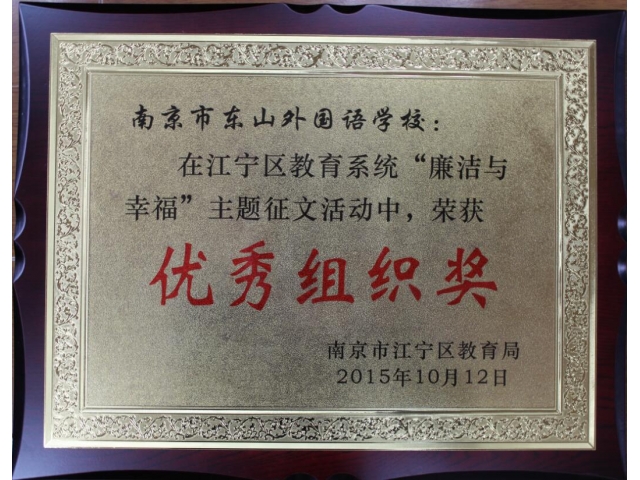 南京市东山外国语学校：
在江宁区教育系统“廉洁与
幸福”主题征文活动中，荣获
优秀组织奖
南京市江宁区教育局
2015年10月12日